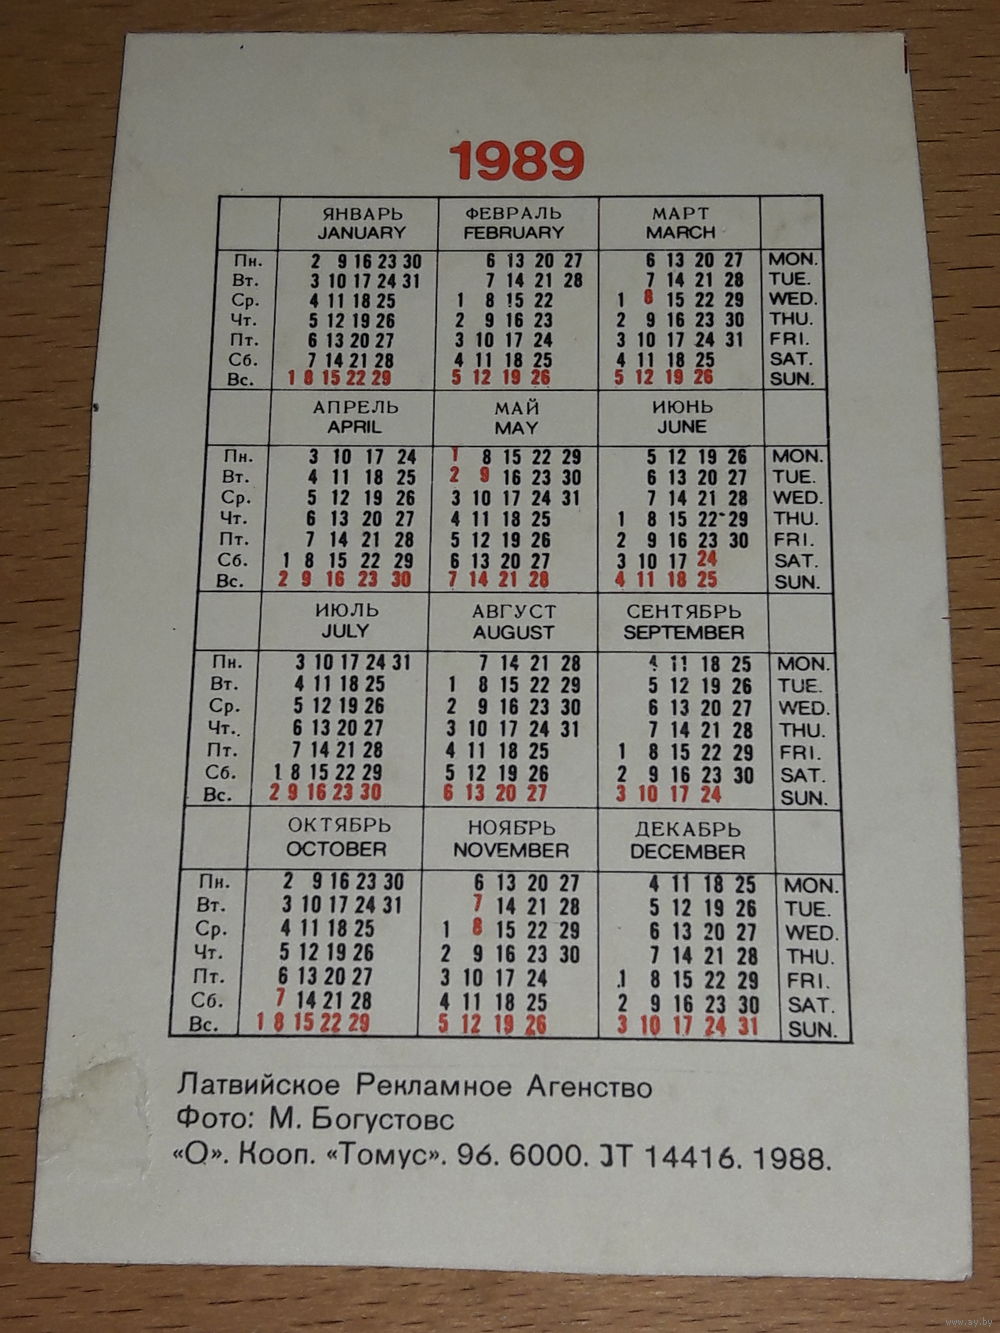 1989
ЯНВАРЬ ФЕВРАЛЬ МАРТ
JANUARY FEBRUARY MARCH
Пн. 2 9 16 23 30 6 13 20 27 6 13 20 27 MON.
Вт. 3 10 17 24 31 7 14 21 28 7 14 21 28 TUE.
Ср. 4 11 18 25 1 8 15 22 1 8 15 22 29 WED.
Чт. 5 12 19 26 2 9 16 23 2 9 16 23 30 THU.
Пт. 6 13 20 27 3 10 17 24 3 10 17 24 31 FRI.
Сб. 7 14 21 28 4 11 18 25 4 11 18 25 SAT.
Вс. 1 8 15 22 29 5 12 19 26 5 12 19 26 SUN.
АПРЕЛЬ МАЙ ИЮНЬ
APRIL MAY JUNE
Пн. 3 10 17 24 1 8 15 22 29 5 12 19 26 MON.
Вт. 4 11 18 25 2 9 16 23 30 6 13 20 27 TUE.
Ср. 5 12 19 26 3 10 17 24 31 7 14 21 28 WED.
Чт. 6 13 20 27 4 11 18 25 1 8 15 22 29 THU.
Пт. 7 14 21 28 5 12 19 26 2 9 16 23 30 FRI.
Сб. 1 8 15 22 29 6 13 20 27 3 10 17 24 SAT.
Вс. 2 9 16 23 30 7 14 21 28 4 11 18 25 SUN.
ИЮЛЬ АВГУСТ СЕНТЯБРЬ
JULY AUGUST SEPTEMBER
Пн. 3 10 17 24 31 7 14 21 28 4 11 18 25 MON.
Вт. 4 11 18 25 1 8 15 22 29 5 12 19 26 TUE.
Ср. 5 12 19 26 2 9 16 23 30 6 13 20 27 WED.
Чт. 6 13 20 27 3 10 17 24 31 7 14 21 28 THU.
Пт. 7 14 21 28 4 11 18 25 1 8 15 22 29 FRI.
Сб. 1 8 15 22 29 5 12 19 26 2 9 16 23 30 SAT.
Вс. 2 9 16 23 30 6 13 20 27 3 10 17 24 SUN.
ОКТЯБРЬ НОЯБРЬ ДЕКАБРЬ
OCTOBER NOVEMBER DECEMBER
Пн. 2 9 16 23 30 6 13 20 27 4 11 18 25 MON.
Вт. 3 10 17 24 31 7 14 21 28 5 12 19 26 TUE.
Ср. 4 11 18 25 1 8 15 22 29 6 13 20 27 WED.
Чт. 5 12 19 26 2 9 16 23 30 7 14 21 28 THU.
Пт. 6 13 20 27 3 10 17 24 1 8 15 22 29 FRI.
Сб. 7 14 21 28 4 11 18 25 2 9 16 23 30 SAT.
Вс. 1 8 15 22 29 5 12 19 26 3 10 17 24 31 SUN.
Латвийское Рекламное Агенство
Фото: М. Богустовс
«О». Кооп. «Томус». 96. 6000. JT 14416. 1988.
www.ay.by